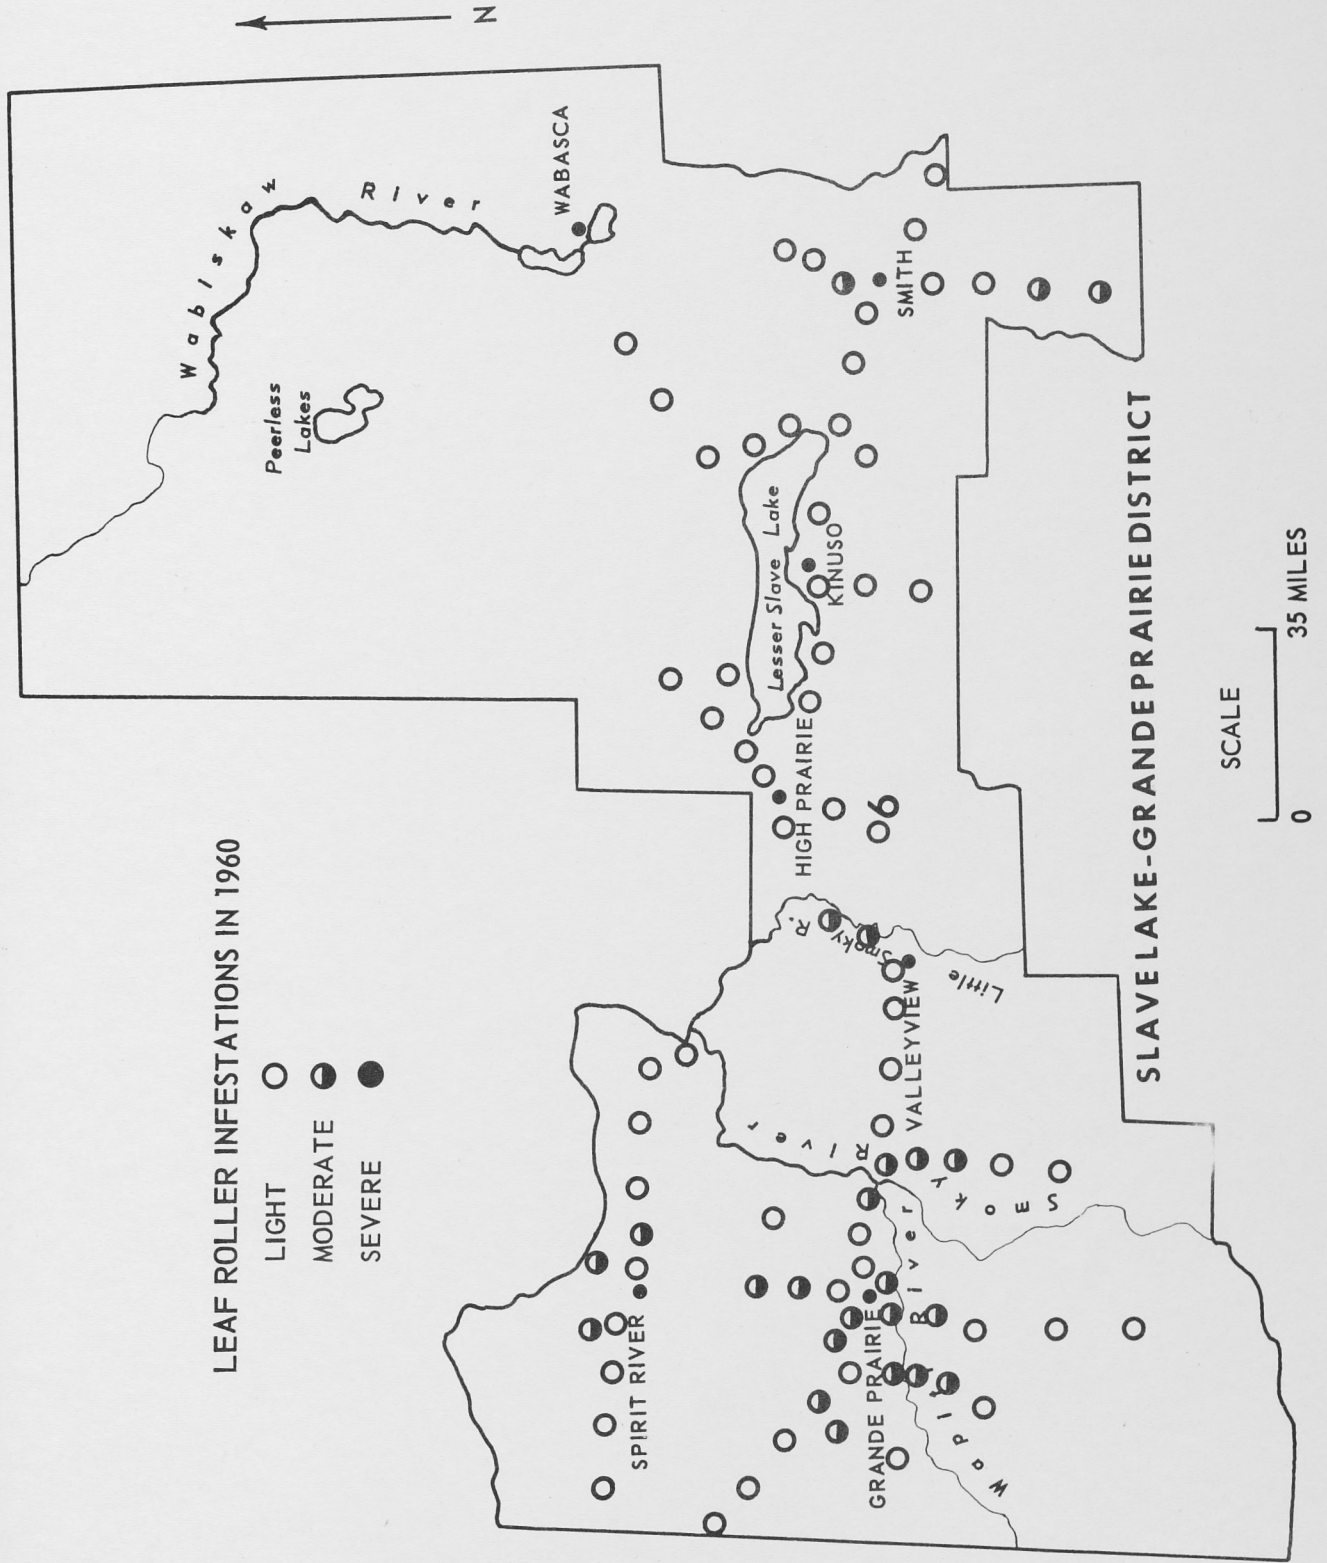 LEAF ROLLER INFESTATIONS IN 1960
LIGHT
MODERATE
SEVERE
N
Wabiskaw River
WABASCA
Peerless
Lakes
Lesser Slave Lake
KINUSO
SMITH
HIGH PRAIRIE
6
Little Smoky R.
VALLEYVIEW
SMOKY River
SPIRIT RIVER
GRANDE PRAIRIE
Wapiti River
SLAVE LAKE-GRANDE PRAIRIE DISTRICT
SCALE
0 35 MILES